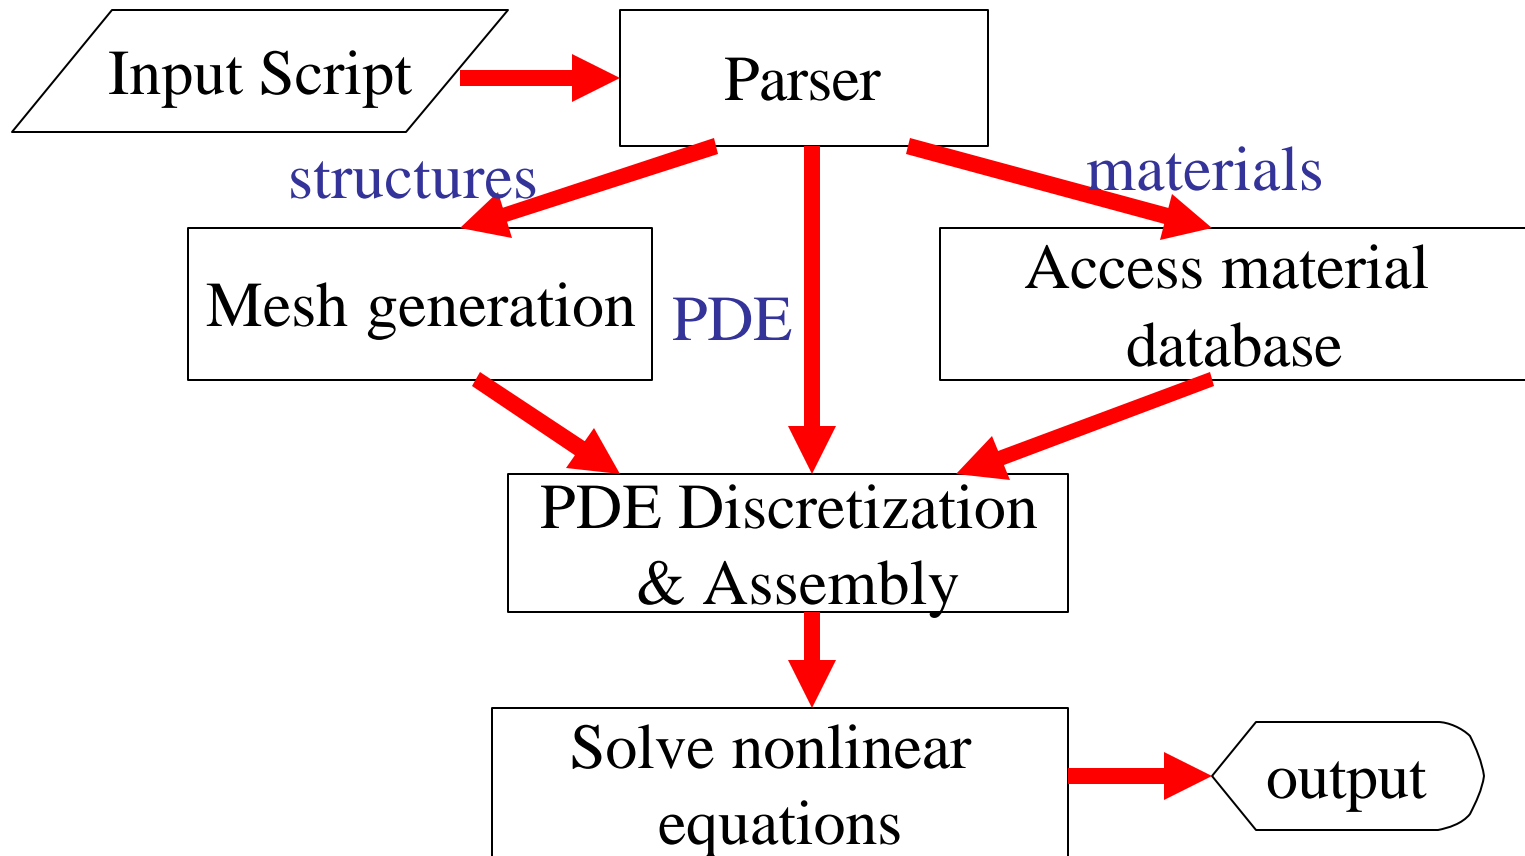 Input Script
Parser
structures
materials
Mesh generation
PDE
Access material
database
PDE Discretization
& Assembly
Solve nonlinear
equations
output